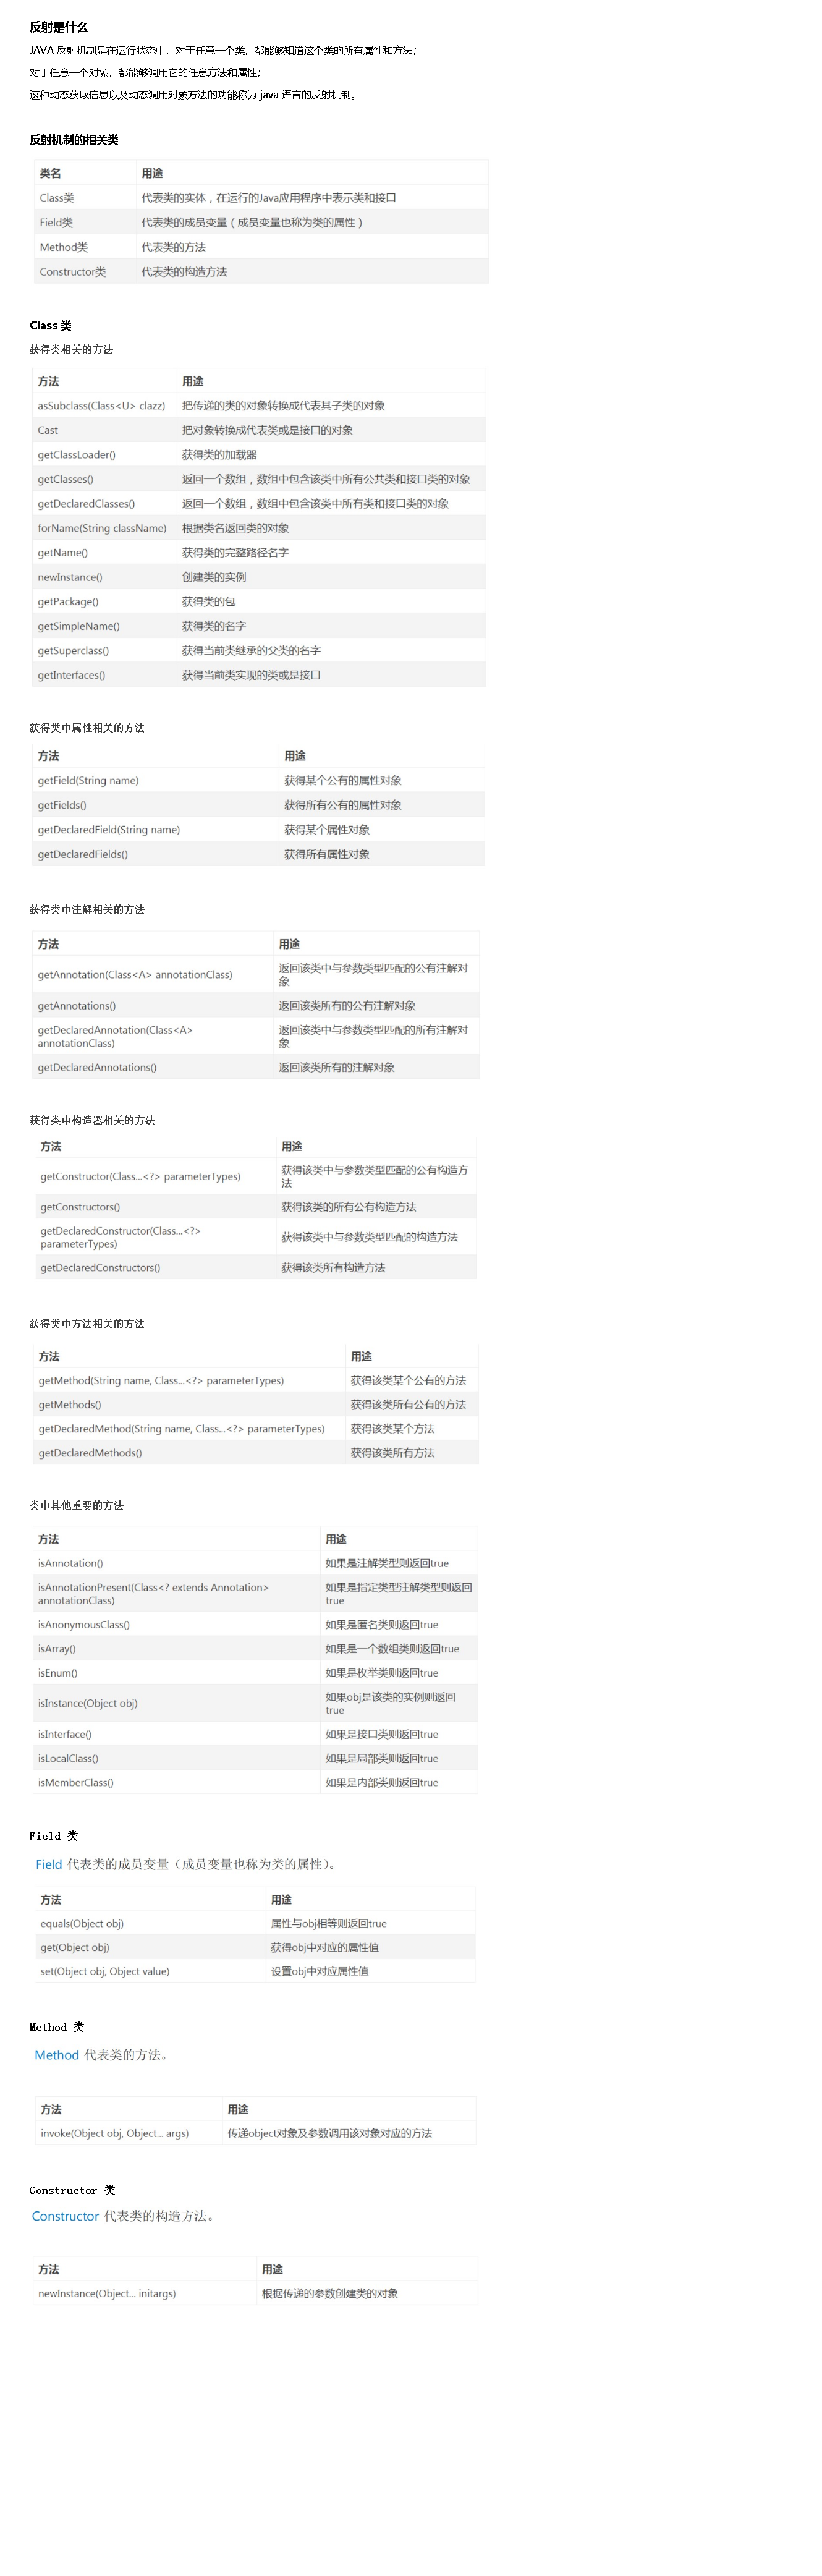 反射是什么
JAVA 反射机制是在运行状态中，对于任意一个类，都能够知道这个类的所有属性和方法；
对于任意一个对象，都能够调用它的任意方法和属性；
这种动态获取信息以及动态调用对象方法的功能称为 java 语言的反射机制。
反射机制的相关类
类名 用途
Class类 代表类的实体，在运行的Java应用程序中表示类和接口
Field类 代表类的成员变量（成员变量也称为类的属性）
Method类 代表类的方法
Constructor类 代表类的构造方法
Class 类
获得类相关的方法
方法 用途
asSubclass(Class<U> clazz) 把传递的类的对象转换成代表其子类的对象
Cast 把对象转换成代表类或是接口的对象
getClassLoader() 获得类的加载器
getClasses() 返回一个数组，数组中包含该类中所有公共类和接口类的对象
getDeclaredClasses() 返回一个数组，数组中包含该类中所有类和接口类的对象
forName(String className) 根据类名返回类的对象
getName() 获得类的完整路径名字
newInstance() 创建类的实例
getPackage() 获得类的包
getSimpleName() 获得类的名字
getSuperclass() 获得当前类继承的父类的名字
getInterfaces() 获得当前类实现的类或是接口
获得类中属性相关的方法
方法 用途
getField(String name) 获得某个公有的属性对象
getFields() 获得所有公有的属性对象
getDeclaredField(String name) 获得某个属性对象
getDeclaredFields() 获得所有属性对象
获得类中注解相关的方法
方法 用途
getAnnotation(Class<A> annotationClass) 返回该类中与参数类型匹配的公有注解对
象
getAnnotations() 返回该类所有的公有注解对象
getDeclaredAnnotation(Class<A> 返回该类中与参数类型匹配的所有注解对
annotationClass) 象
getDeclaredAnnotations() 返回该类所有的注解对象
获得类中构造器相关的方法
方法 用途
getConstructor(Class...<?> parameterTypes) 获得该类中与参数类型匹配的公有构造方
法
getConstructors() 获得该类的所有公有构造方法
getDeclaredConstructor(Class...<?> 获得该类中与参数类型匹配的构造方法
parameterTypes)
getDeclaredConstructors() 获得该类所有构造方法
获得类中方法相关的方法
方法 用途
getMethod(String name, Class...<?> parameterTypes) 获得该类某个公有的方法
getMethods() 获得该类所有公有的方法
getDeclaredMethod(String name, Class...<?> parameterTypes) 获得该类某个方法
getDeclaredMethods() 获得该类所有方法
类中其他重要的方法
方法 用途
isAnnotation() 如果是注解类型则返回true
isAnnotationPresent(Class<? extends Annotation> 如果是指定类型注解类型则返回
annotationClass) true
isAnonymousClass() 如果是匿名类则返回true
isArray() 如果是一个数组类则返回true
isEnum() 如果是枚举类则返回true
isInstance(Object obj) 如果obj是该类的实例则返回
true
isInterface() 如果是接口类则返回true
isLocalClass() 如果是局部类则返回true
isMemberClass() 如果是内部类则返回true
Field 类
Field 代表类的成员变量（成员变量也称为类的属性）。
方法 用途
equals(Object obj) 属性与obj相等则返回true
get(Object obj) 获得obj中对应的属性值
set(Object obj, Object value) 设置obj中对应属性值
Method 类
Method 代表类的方法。
方法 用途
invoke(Object obj, Object... args) 传递object对象及参数调用该对象对应的方法
Constructor 类
Constructor 代表类的构造方法。
方法 用途
newInstance(Object... initargs) 根据传递的参数创建类的对象